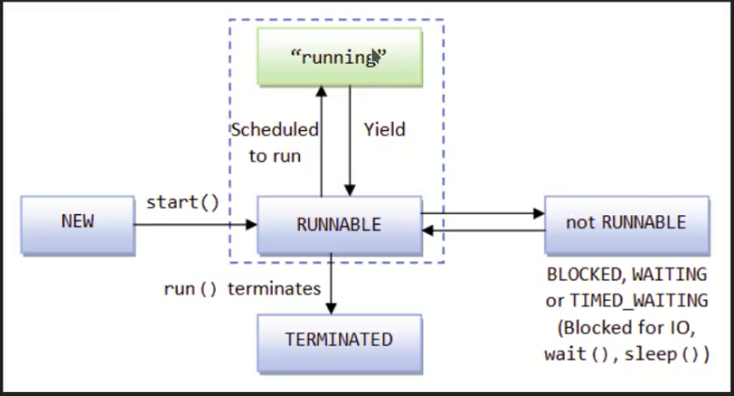 “running”
Scheduled
to run
Yield
start()
NEW
RUNNABLE
not RUNNABLE
run() terminates
TERMINATED
BLOCKED, WAITING
or TIMED_WAITING
(Blocked for IO,
wait(), sleep())